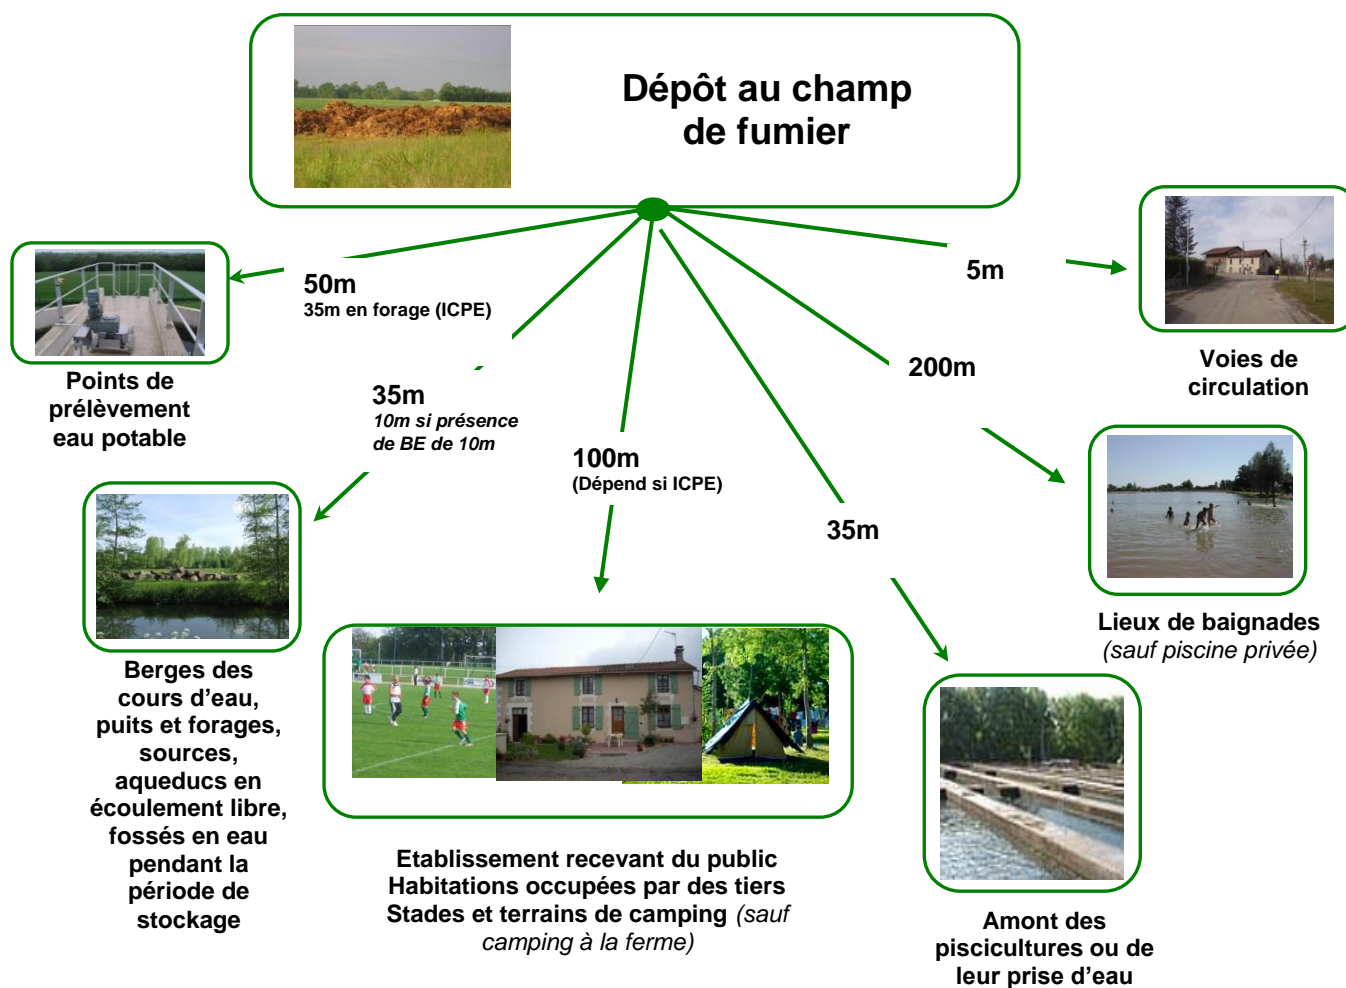 Dépôt au champ
de fumier
50m
35m en forage (ICPE)
35m
10m si présence
de BE de 10m
100m
(Dépend si ICPE)
35m
200m
5m
Points de
prélèvement
eau potable
Berges des
cours d’eau,
puits et forages,
sources,
aqueducs en
écoulement libre,
fossés en eau
pendant la
période de
stockage
Etablissement recevant du public
Habitations occupées par des tiers
Stades et terrains de camping (sauf
camping à la ferme)
Amont des
piscicultures ou de
leur prise d’eau
Lieux de baignades
(sauf piscine privée)
Voies de
circulation